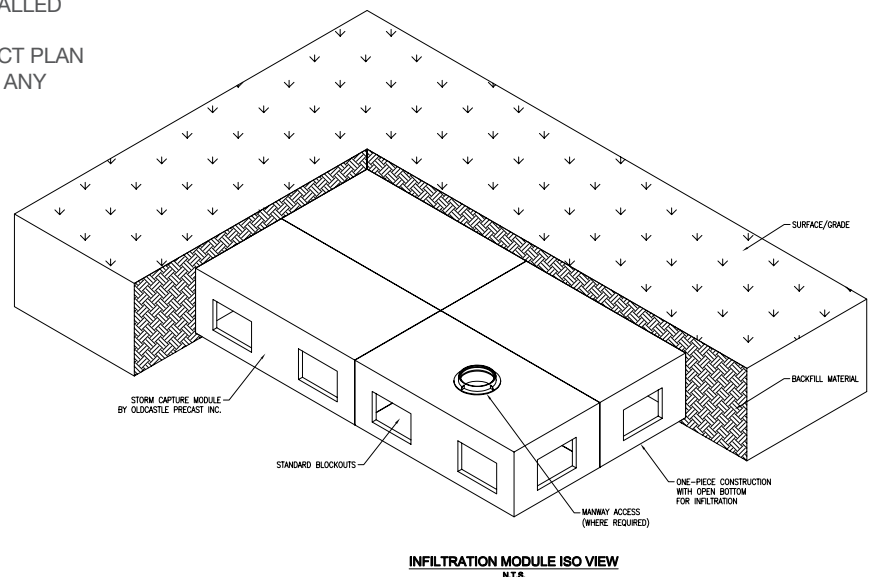 ALLED
CT PLAN
ANY
SURFACE/GRADE
BACKFILL MATERIAL
STORM CAPTURE MODULE
BY OLDCASTLE PRECAST INC.
STANDARD BLOCKOUTS
ONE-PIECE CONSTRUCTION
WITH OPEN BOTTOM
FOR INFILTRATION
MANWAY ACCESS
(WHERE REQUIRED)
INFILTRATION MODULE ISO VIEW
N.T.S.